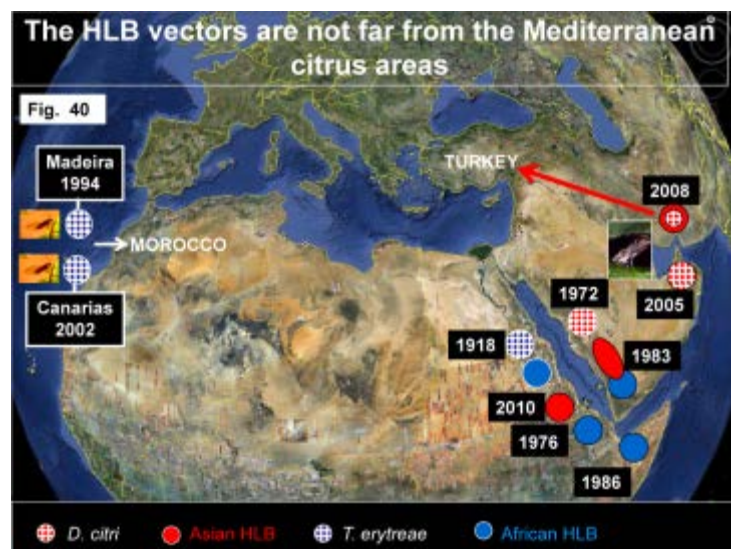 The HLB vectors are not far from the Mediterranean
citrus areas
Fig. 40
Madeira
1994
TURKEY
2008
MOROCCO
Canarias
2002
1972
2005
1918
1983
2010
1976
1986
D. citri
Asian HLB
T. erytreae
African HLB